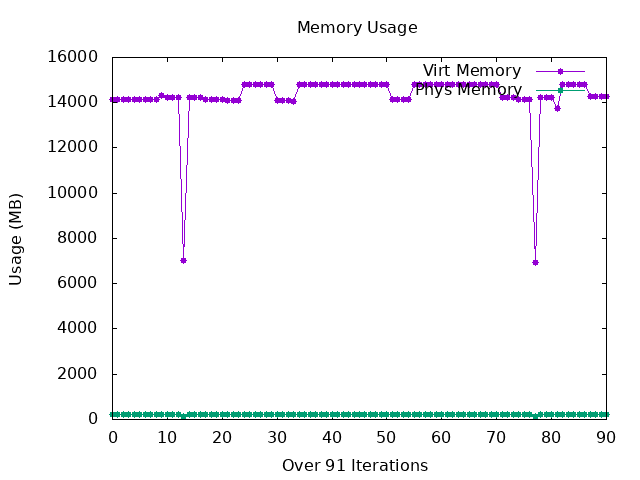 Memory Usage
16000
14000
12000
10000
8000
6000
4000
2000
0
Usage (MB)
Virt Memory
Phys Memory
0 10 20 30 40 50 60 70 80 90
Over 91 Iterations